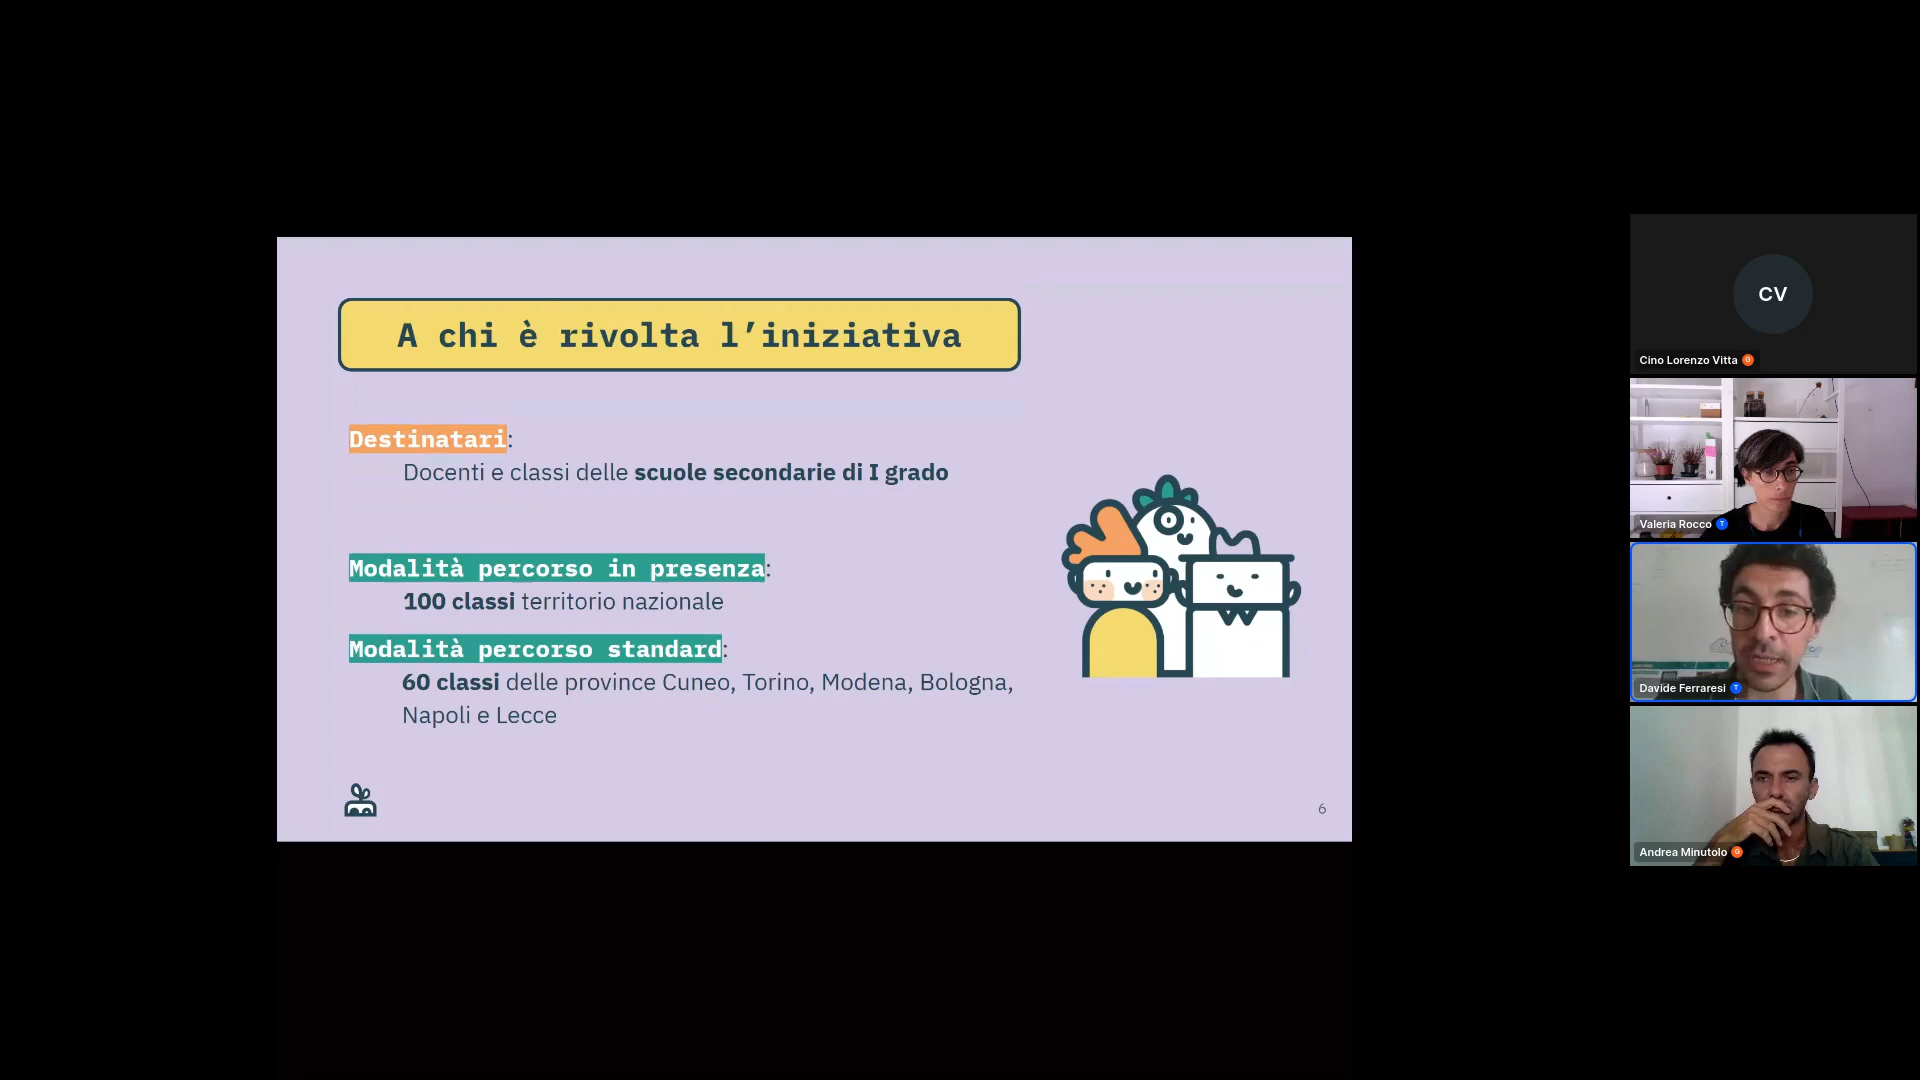 A chi è rivolta l’iniziativa
Destinatari:
Docenti e classi delle scuole secondarie di I grado
Modalità percorso in presenza:
100 classi territorio nazionale
Modalità percorso standard:
60 classi delle province Cuneo, Torino, Modena, Bologna,
Napoli e Lecce
6
CV
Cino Lorenzo Vitta G
Valeria Rocco T
Davide Ferraresi T
Andrea Minutolo G